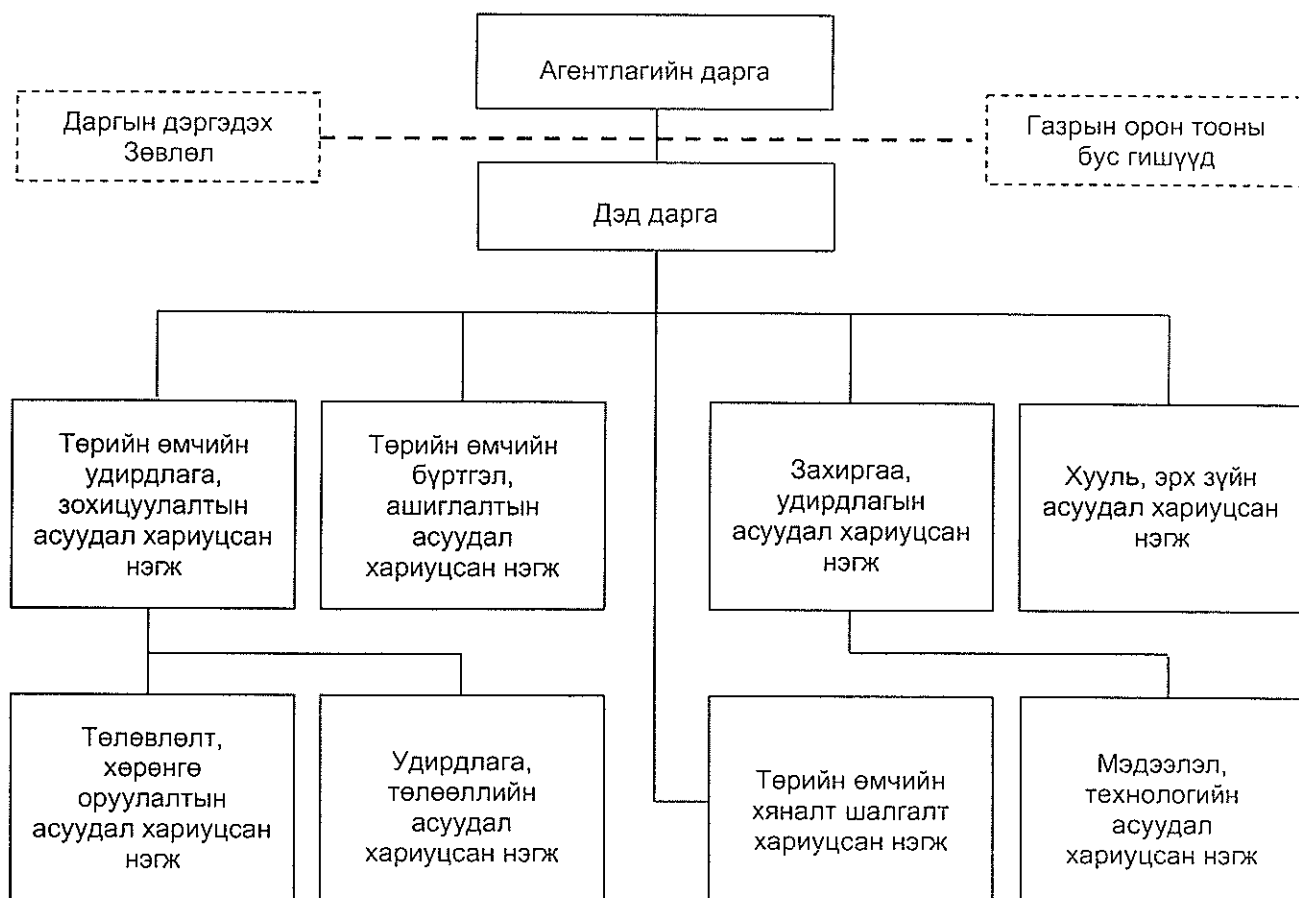 Агентлагийн дарга
Даргын дэргэдэх
Зөвлөл
Газрын орон тооны
бус гишүүд
Дэд дарга
Төрийн өмчийн
удирдлага,
зохицуулалтын
асуудал хариуцсан
нэгж
Төрийн өмчийн
бүртгэл,
ашиглалтын
асуудал
хариуцсан нэгж
Захиргаа,
удирдлагын
асуудал хариуцсан
нэгж
Хууль, эрх зүйн
асуудал хариуцсан
нэгж
Төлөвлөлт,
хөрөнгө
оруулалтын
асуудал хариуцсан
нэгж
Удирдлага,
төлөөллийн
асуудал
хариуцсан нэгж
Төрийн өмчийн
хяналт шалгалт
хариуцсан нэгж
Мэдээлэл,
технологийн
асуудал
хариуцсан нэгж